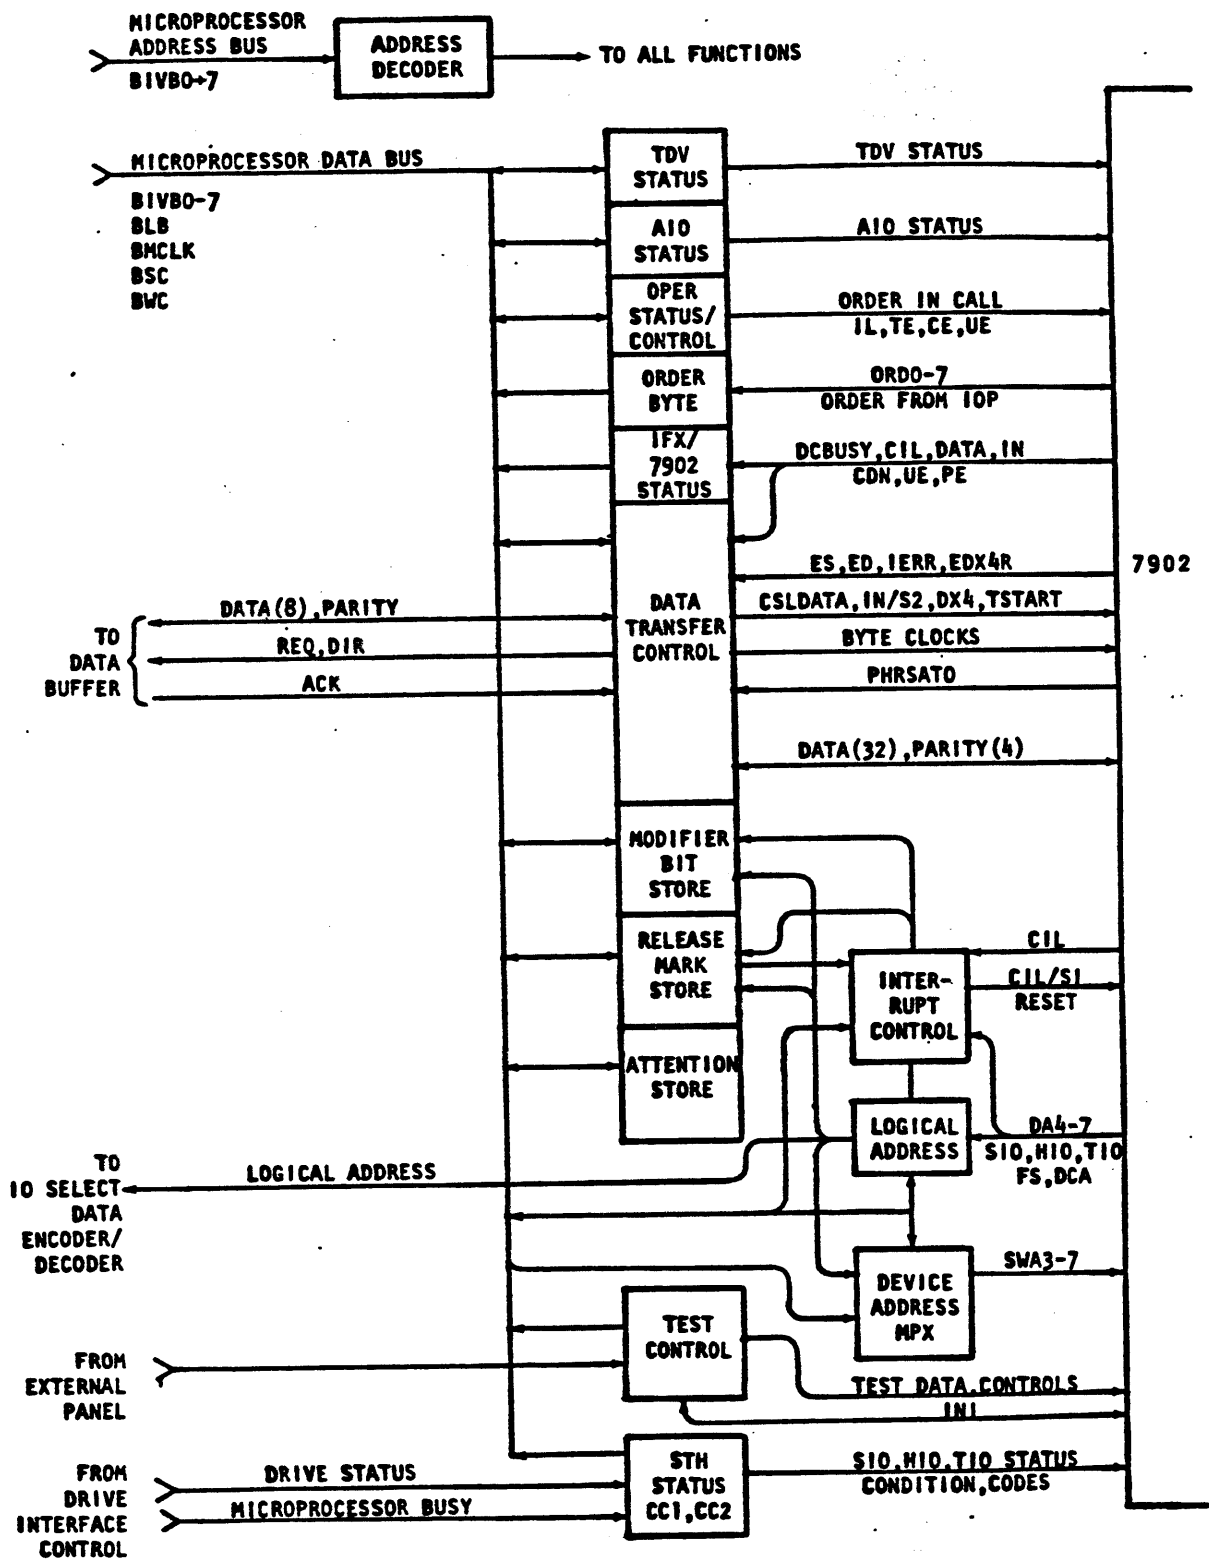 MICROPROCESSOR
ADDRESS BUS
BIVB0-7
ADDRESS
DECODER
TO ALL FUNCTIONS
MICROPROCESSOR DATA BUS
BIVB0-7
BLB
BMCLK
BSC
BWC
TDV
STATUS
TDV STATUS
AIO
STATUS
AIO STATUS
OPER
STATUS/
CONTROL
ORDER IN CALL
IL,TE,CE,UE
ORDER
BYTE
ORD0-7
ORDER FROM IOP
IFX/
7902
STATUS
DCBUSY,CIL,DATA,IN
CDN,UE,PE
7902
DATA
TRANSFER
CONTROL
ES,ED,IERR,EDX4R
CSLDATA,IN/S2,DX4,TSTART
BYTE CLOCKS
PHRSATO
DATA(32),PARITY(4)
TO
DATA
BUFFER
DATA(8),PARITY
REQ,DIR
ACK
MODIFIER
BIT
STORE
RELEASE
MARK
STORE
ATTENTION
STORE
INTER-
RUPT
CONTROL
CIL
CIL/SI
RESET
LOGICAL
ADDRESS
DA4-7
SIO,HIO,TIO
FS,DCA
TO
IO SELECT
DATA
ENCODER/
DECODER
LOGICAL ADDRESS
DEVICE
ADDRESS
MPX
SWA3-7
TEST
CONTROL
FROM
EXTERNAL
PANEL
TEST DATA.CONTROLS
INI
STH
STATUS
CC1,CC2
SIO,HIO,TIO STATUS
CONDITION,CODES
FROM
DRIVE
INTERFACE
CONTROL
DRIVE STATUS
MICROPROCESSOR BUSY